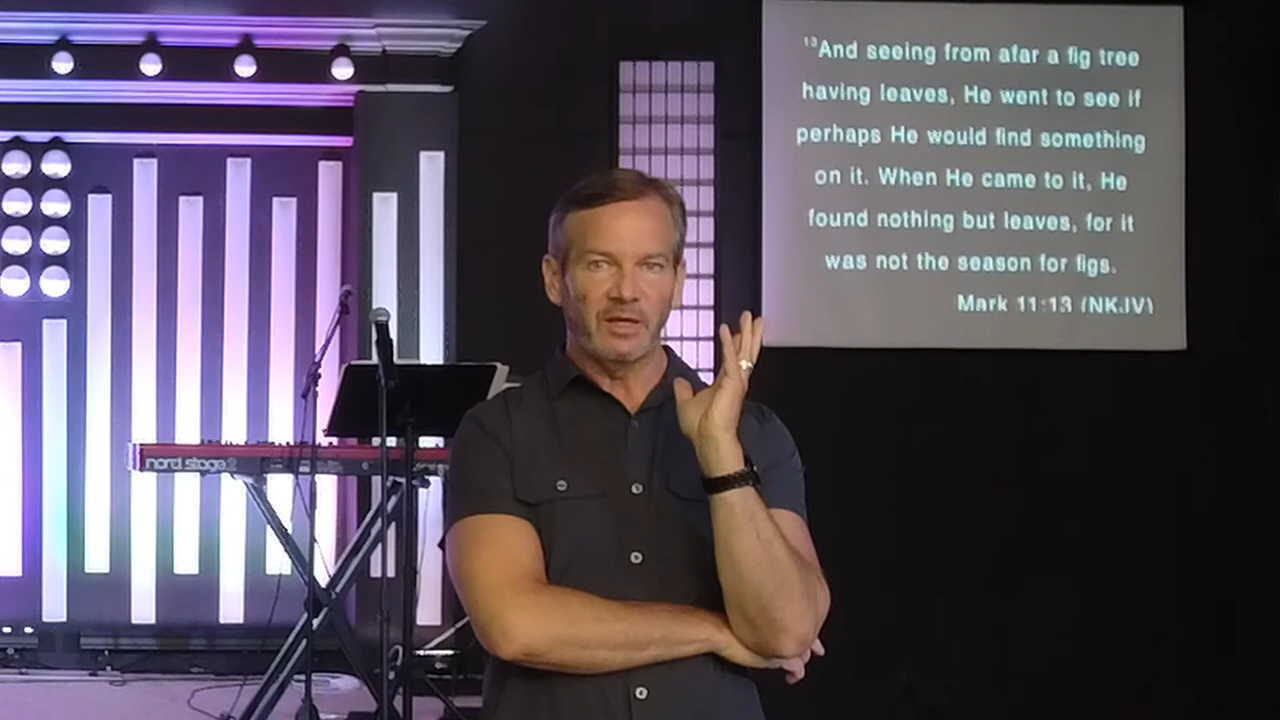 13And seeing from afar a fig tree
having leaves, He went to see if
perhaps He would find something
on it. When He came to it, He
found nothing but leaves, for it
was not the season for figs.
Mark 11:13 (NKJV)
nord stage 2